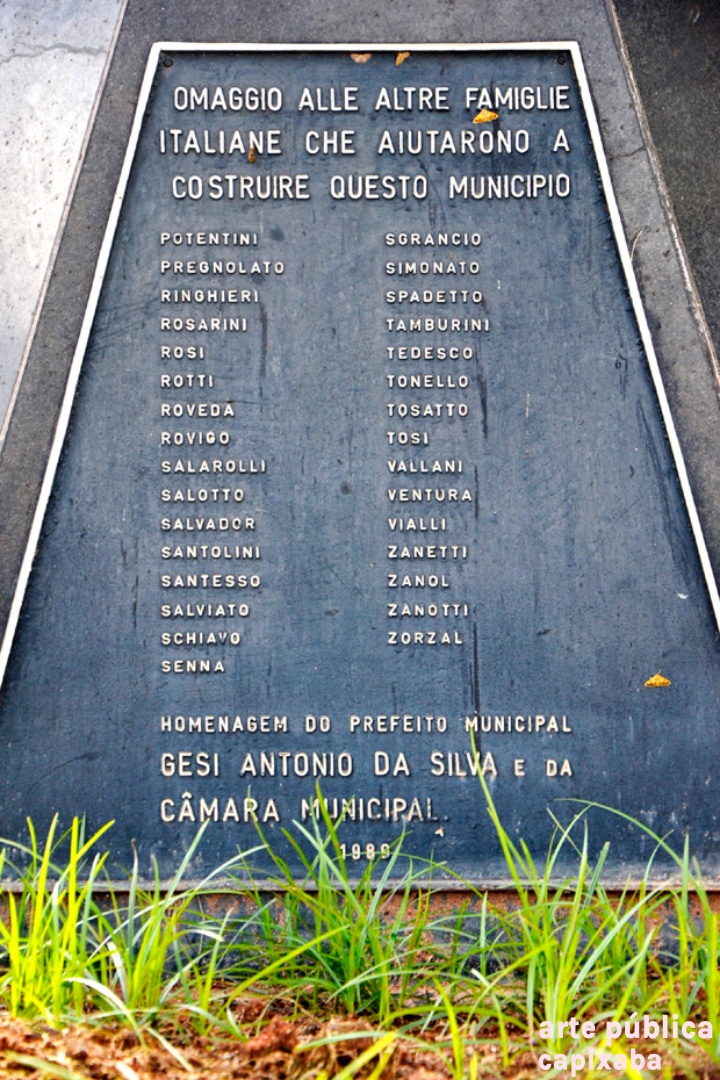 OMAGGIO ALLE ALTRE FAMIGLIE
ITALIANE CHE AIUTARONO A
COSTRUIRE QUESTO MUNICIPIO
POTENTINI
PREGNOLATO
RINGHIERI
ROSARINI
ROSI
ROTTI
ROVEDA
ROVIGO
SALAROLLI
SALOTTO
SALVADOR
SANTOLINI
SANTESSO
SALVIATO
SCHIAVO
SENNA
SGRANCIO
SIMONATO
SPADETTO
TAMBURINI
TEDESCO
TONELLO
TOSATTO
TOSI
VALLANI
VENTURA
VIALLI
ZANETTI
ZANOL
ZANOTTI
ZORZAL
HOMENAGEM DO PREFEITO MUNICIPAL
GESI ANTONIO DA SILVA E DA
CÂMARA MUNICIPAL.
1989
arte pública
capixaba